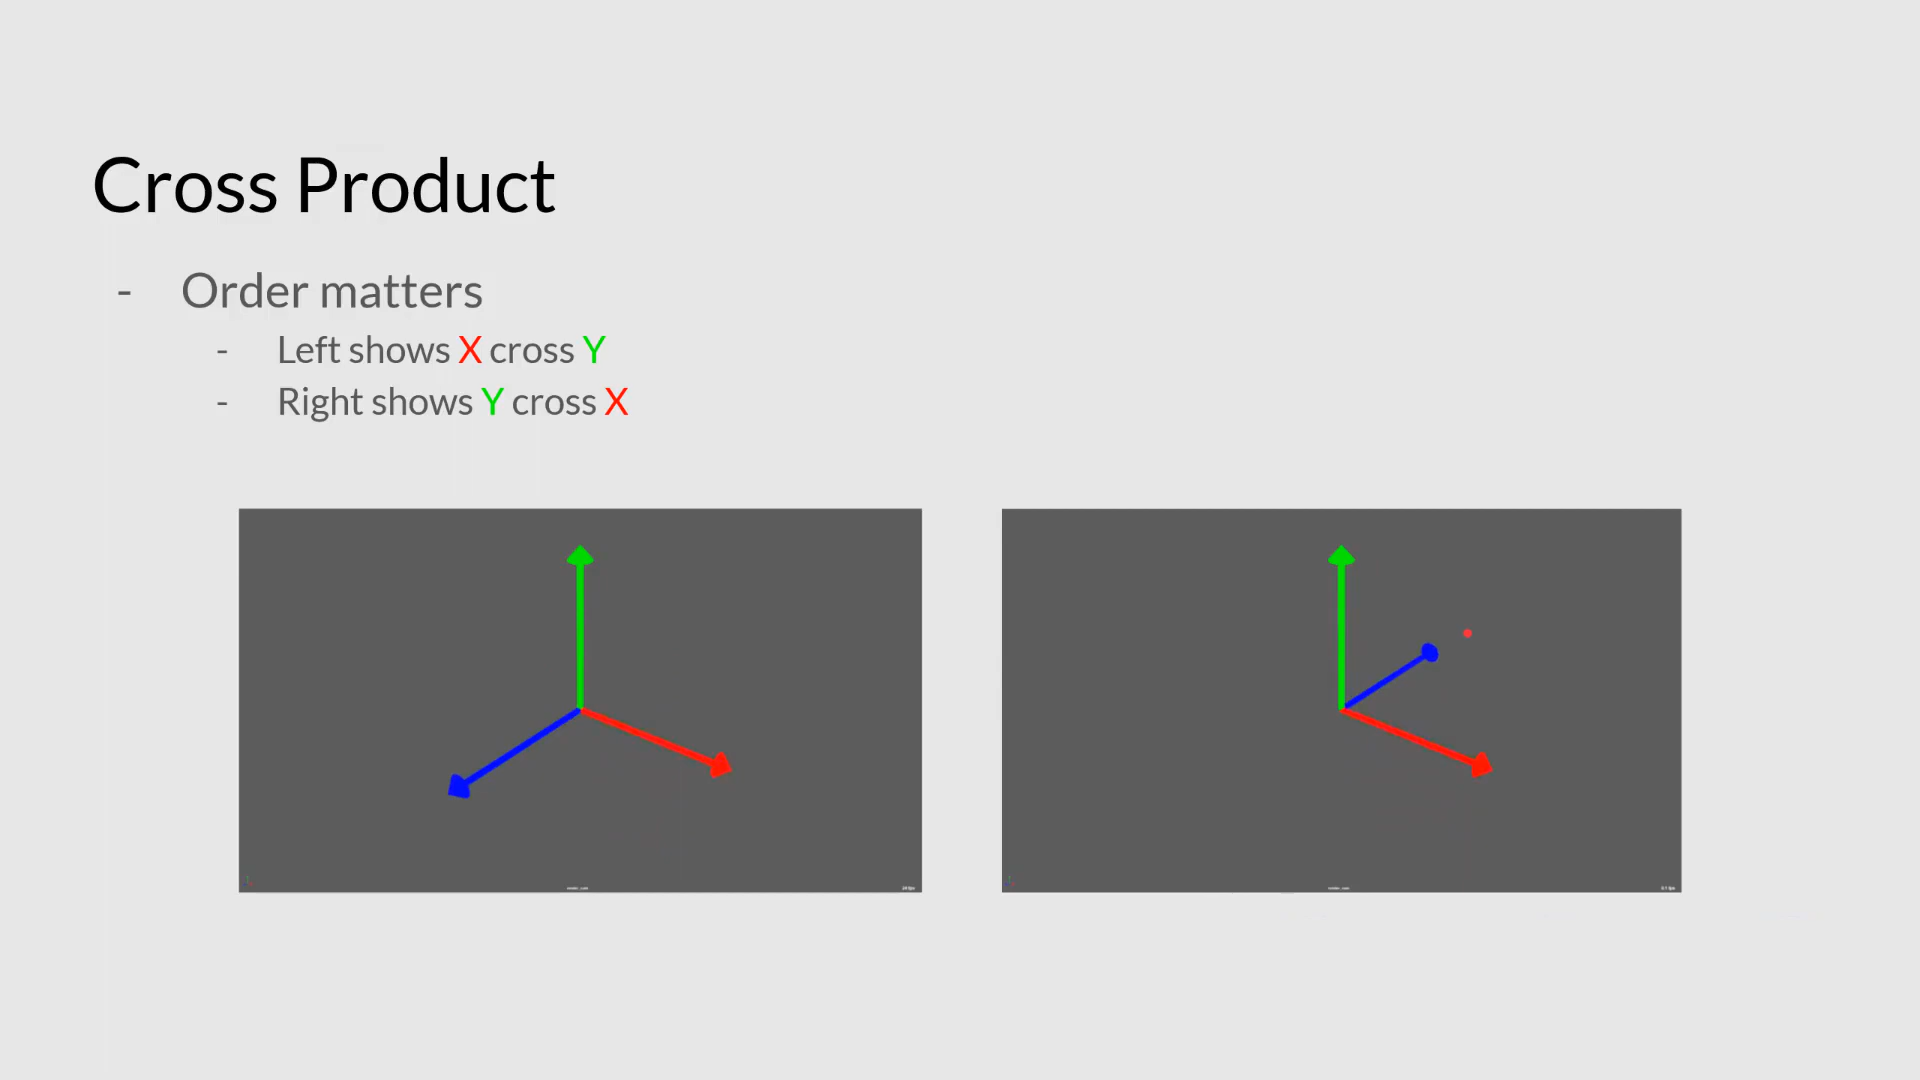 Cross Product
- Order matters
- Left shows X cross Y
- Right shows Y cross X